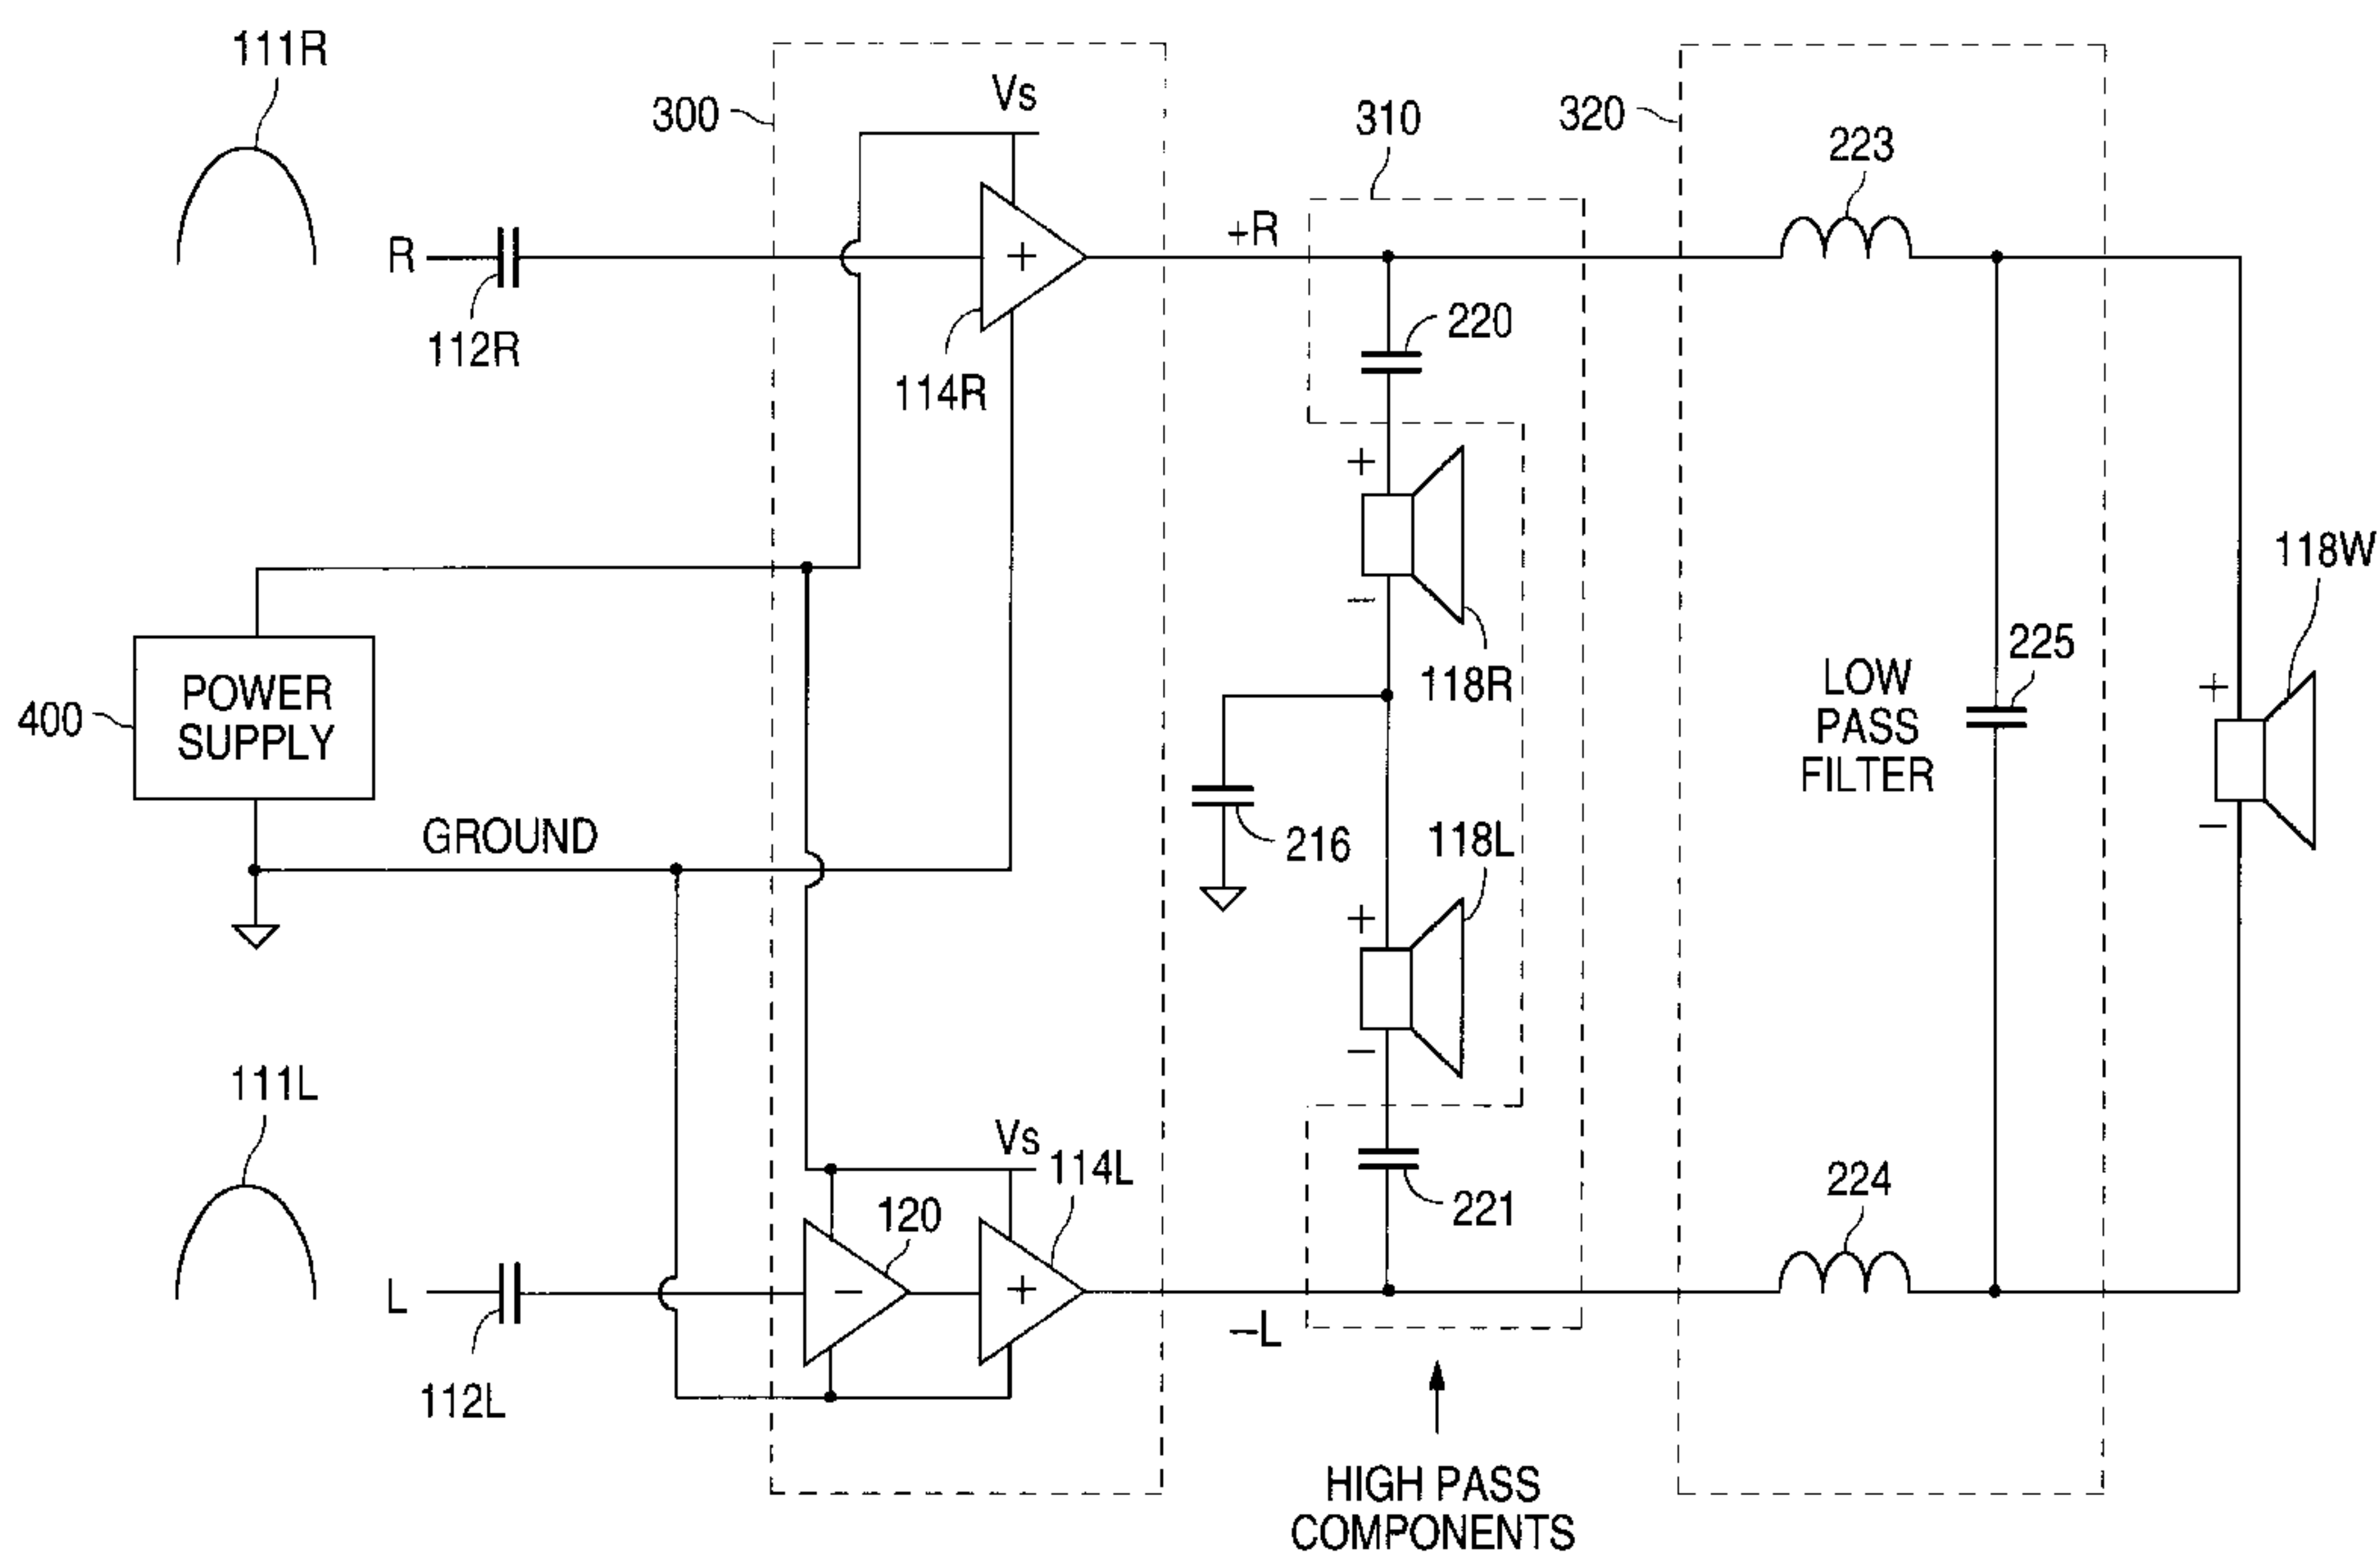 111R
300
Vs
310
320
223
R
+
+R
112R
114R
220
+
−
118R
118W
225
LOW
PASS
FILTER
+
−
400
POWER
SUPPLY
GROUND
216
118L
+
−
111L
Vs
114L
120
221
224
L
−
+
−L
112L
HIGH PASS
COMPONENTS